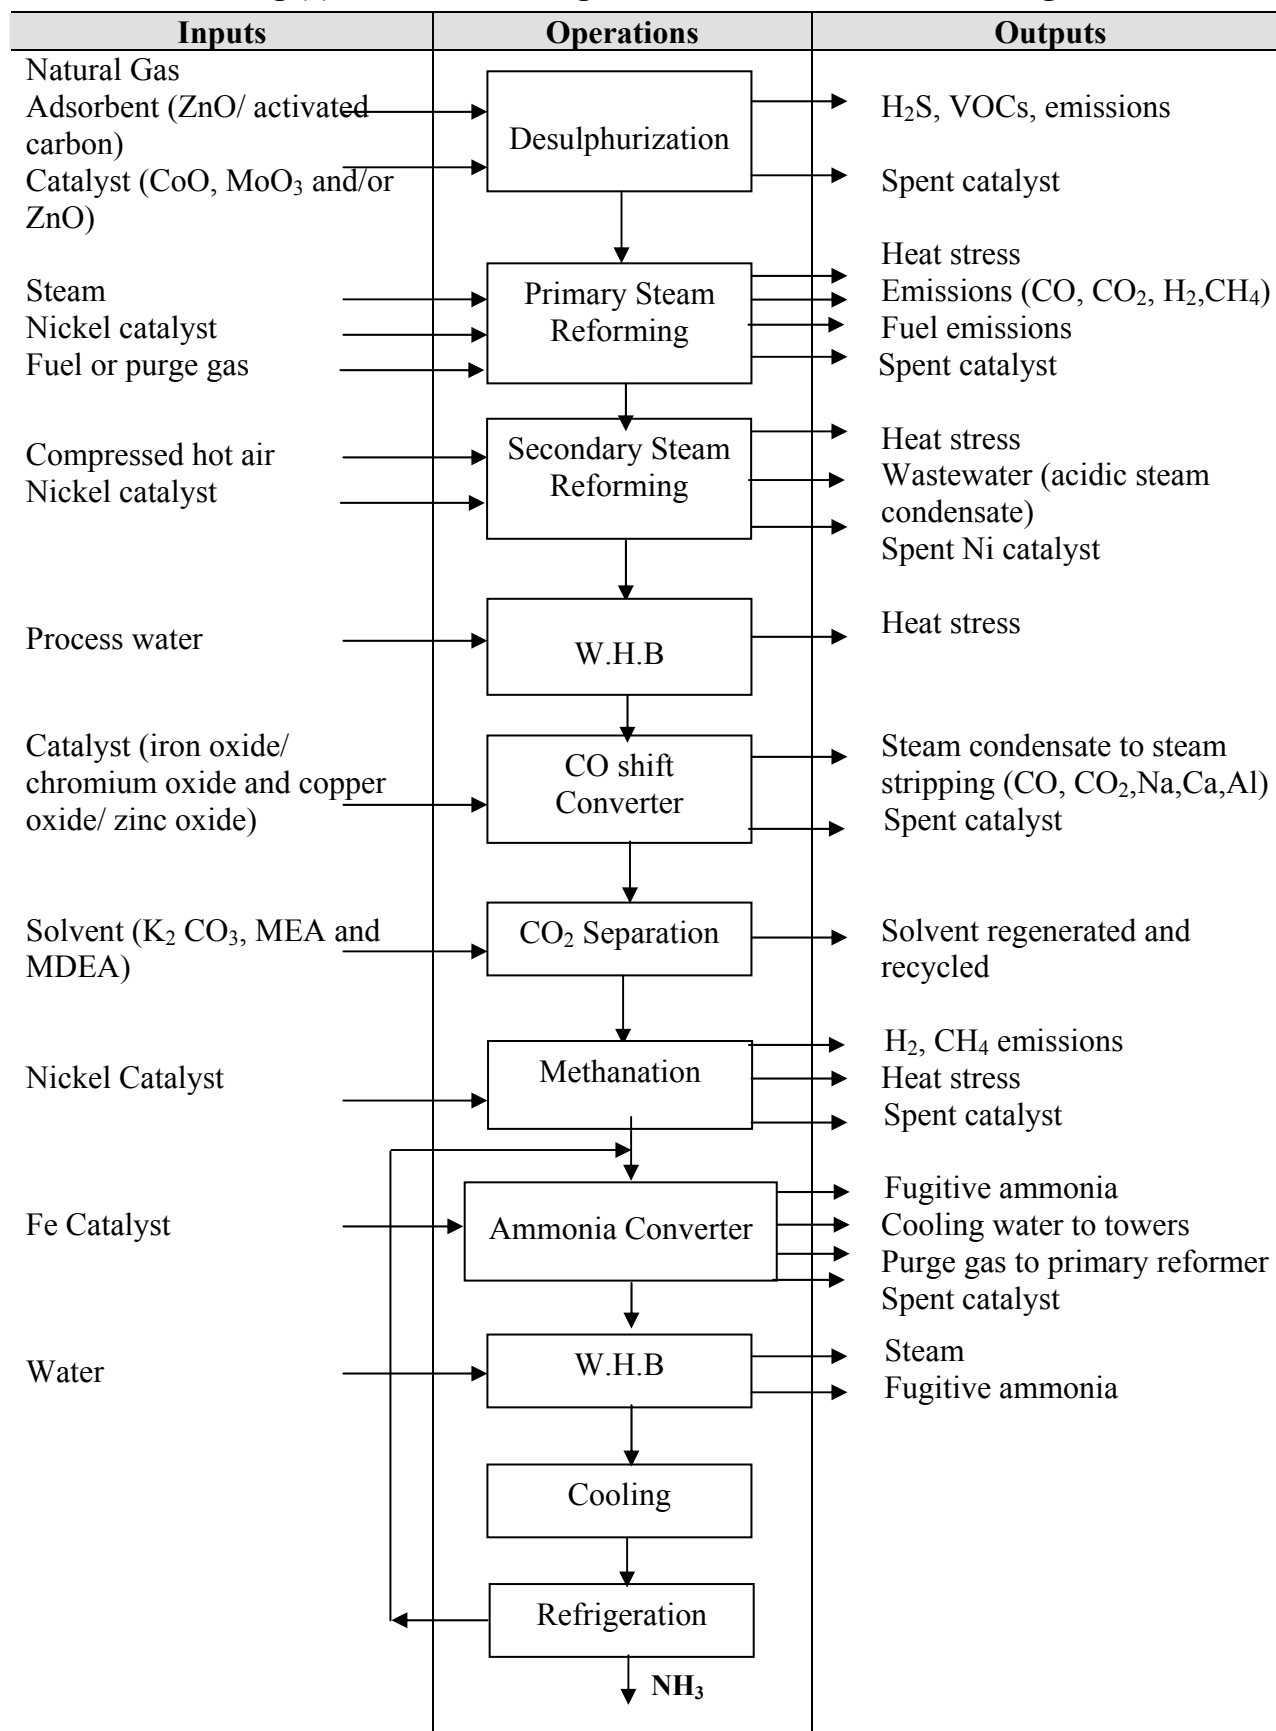 Inputs
Operations
Outputs
Natural Gas
Adsorbent (ZnO/ activated
carbon)
Catalyst (CoO, MoO₃ and/or
ZnO)
Desulphurization
H₂S, VOCs, emissions
Spent catalyst
Steam
Nickel catalyst
Fuel or purge gas
Primary Steam
Reforming
Heat stress
Emissions (CO, CO₂, H₂,CH₄)
Fuel emissions
Spent catalyst
Compressed hot air
Nickel catalyst
Secondary Steam
Reforming
Heat stress
Wastewater (acidic steam
condensate)
Spent Ni catalyst
Process water
W.H.B
Heat stress
Catalyst (iron oxide/
chromium oxide and copper
oxide/ zinc oxide)
CO shift
Converter
Steam condensate to steam
stripping (CO, CO₂,Na,Ca,Al)
Spent catalyst
Solvent (K₂ CO₃, MEA and
MDEA)
CO₂ Separation
Solvent regenerated and
recycled
Nickel Catalyst
Methanation
H₂, CH₄ emissions
Heat stress
Spent catalyst
Fe Catalyst
Ammonia Converter
Fugitive ammonia
Cooling water to towers
Purge gas to primary reformer
Spent catalyst
Water
W.H.B
Steam
Fugitive ammonia
Cooling
Refrigeration
NH₃